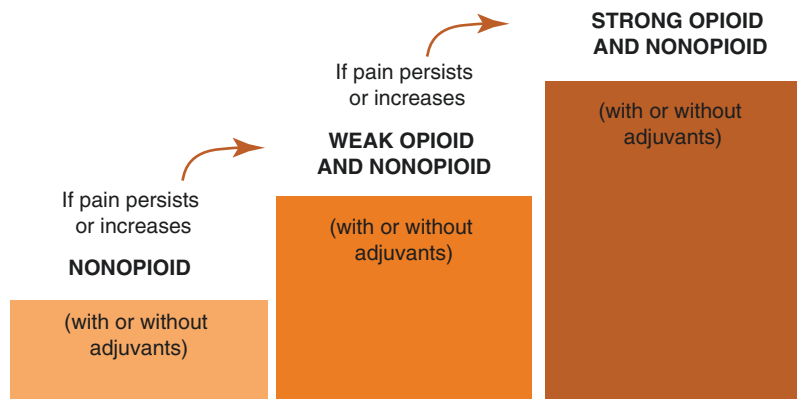 STRONG OPIOID
AND NONOPIOID
(with or without
adjuvants)
If pain persists
or increases
WEAK OPIOID
AND NONOPIOID
(with or without
adjuvants)
If pain persists
or increases
NONOPIOID
(with or without
adjuvants)